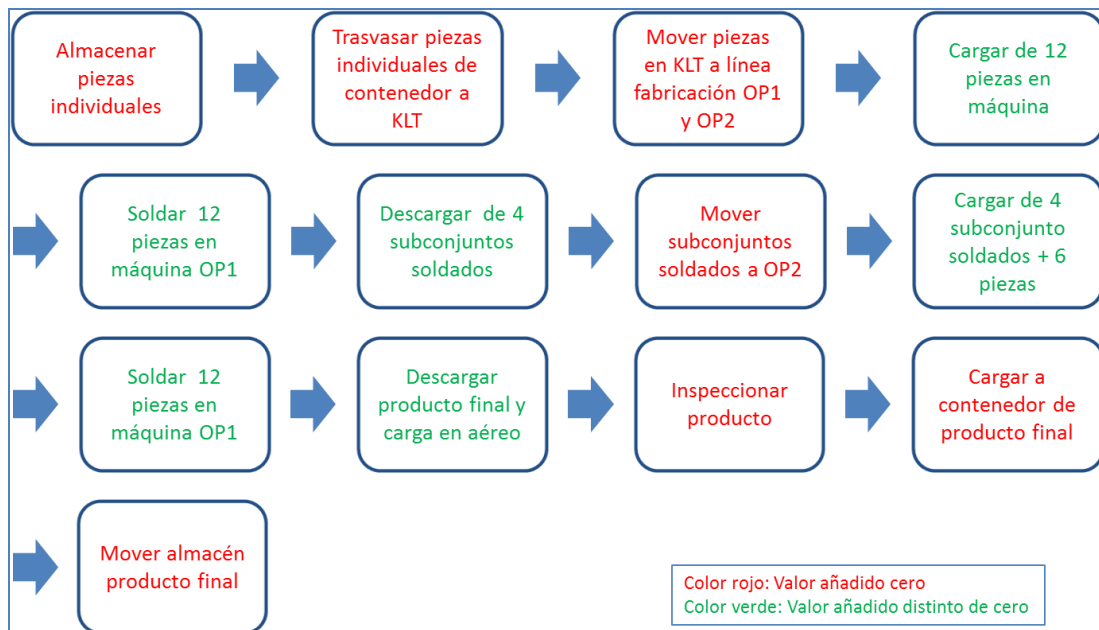 Almacenar
piezas
individuales
Trasvasar piezas
individuales de
contenedor a
KLT
Mover piezas
en KLT a línea
fabricación OP1
y OP2
Cargar de 12
piezas en
máquina
Soldar 12
piezas en
máquina OP1
Descargar de 4
subconjuntos
soldados
Mover
subconjuntos
soldados a OP2
Cargar de 4
subconjunto
soldados + 6
piezas
Soldar 12
piezas en
máquina OP1
Descargar
producto final y
carga en aéreo
Inspeccionar
producto
Cargar a
contenedor de
producto final
Mover almacén
producto final
Color rojo: Valor añadido cero
Color verde: Valor añadido distinto de cero